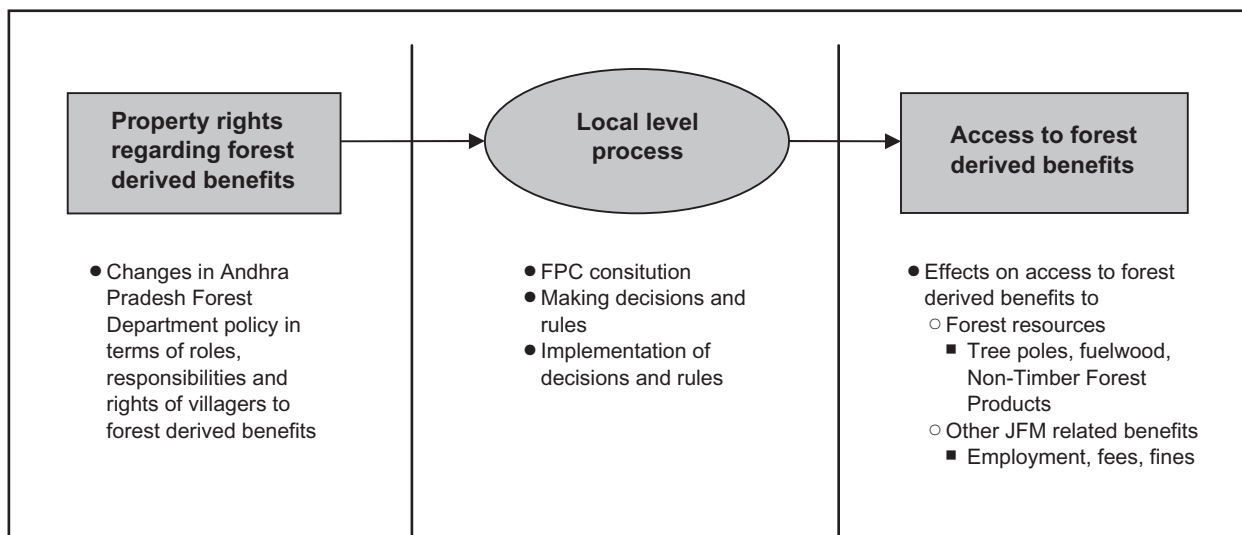 Property rights
regarding forest
derived benefits
● Changes in Andhra
Pradesh Forest
Department policy in
terms of roles,
responsibilities and
rights of villagers to
forest derived benefits
Local level
process
● FPC consitution
● Making decisions and
rules
● Implementation of
decisions and rules
Access to forest
derived benefits
● Effects on access to forest
derived benefits to
○ Forest resources
■ Tree poles, fuelwood,
Non-Timber Forest
Products
○ Other JFM related benefits
■ Employment, fees, fines